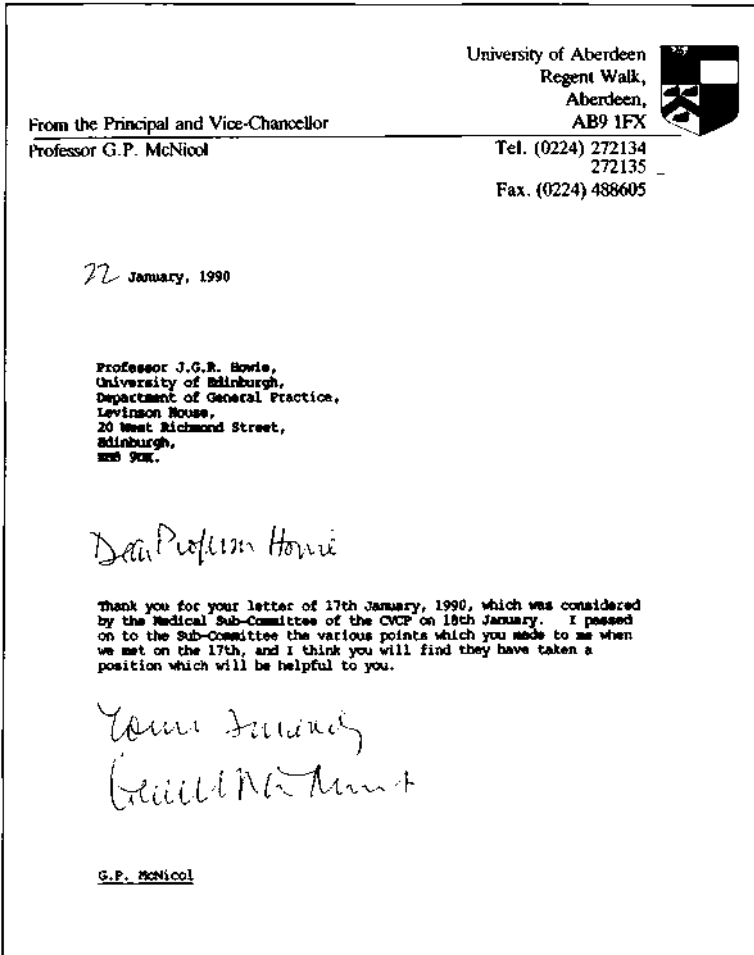 University of Aberdeen
Regent Walk,
Aberdeen,
AB9 1FX
From the Principal and Vice-Chancellor
Professor G.P. McNicol
Tel. (0224) 272134
272135
Fax. (0224) 488605
22 January, 1990
Professor J.G.R. Howie,
University of Edinburgh,
Department of General Practice,
Levinson House,
20 West Richmond Street,
Edinburgh,
Dear Professor Howie
Thank you for your letter of 17th January, 1990, which was considered
by the Medical Sub-Committee of the CVCP on 18th January. I passed
on to the Sub-Committee the various points which you made to me when
we met on the 17th, and I think you will find they have taken a
position which will be helpful to you.
Yours sincerely
G.P. McNicol